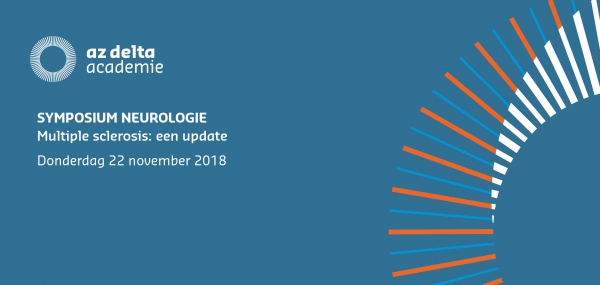 az delta
academie
SYMPOSIUM NEUROLOGIE
Multiple sclerosis: een update
Donderdag 22 november 2018